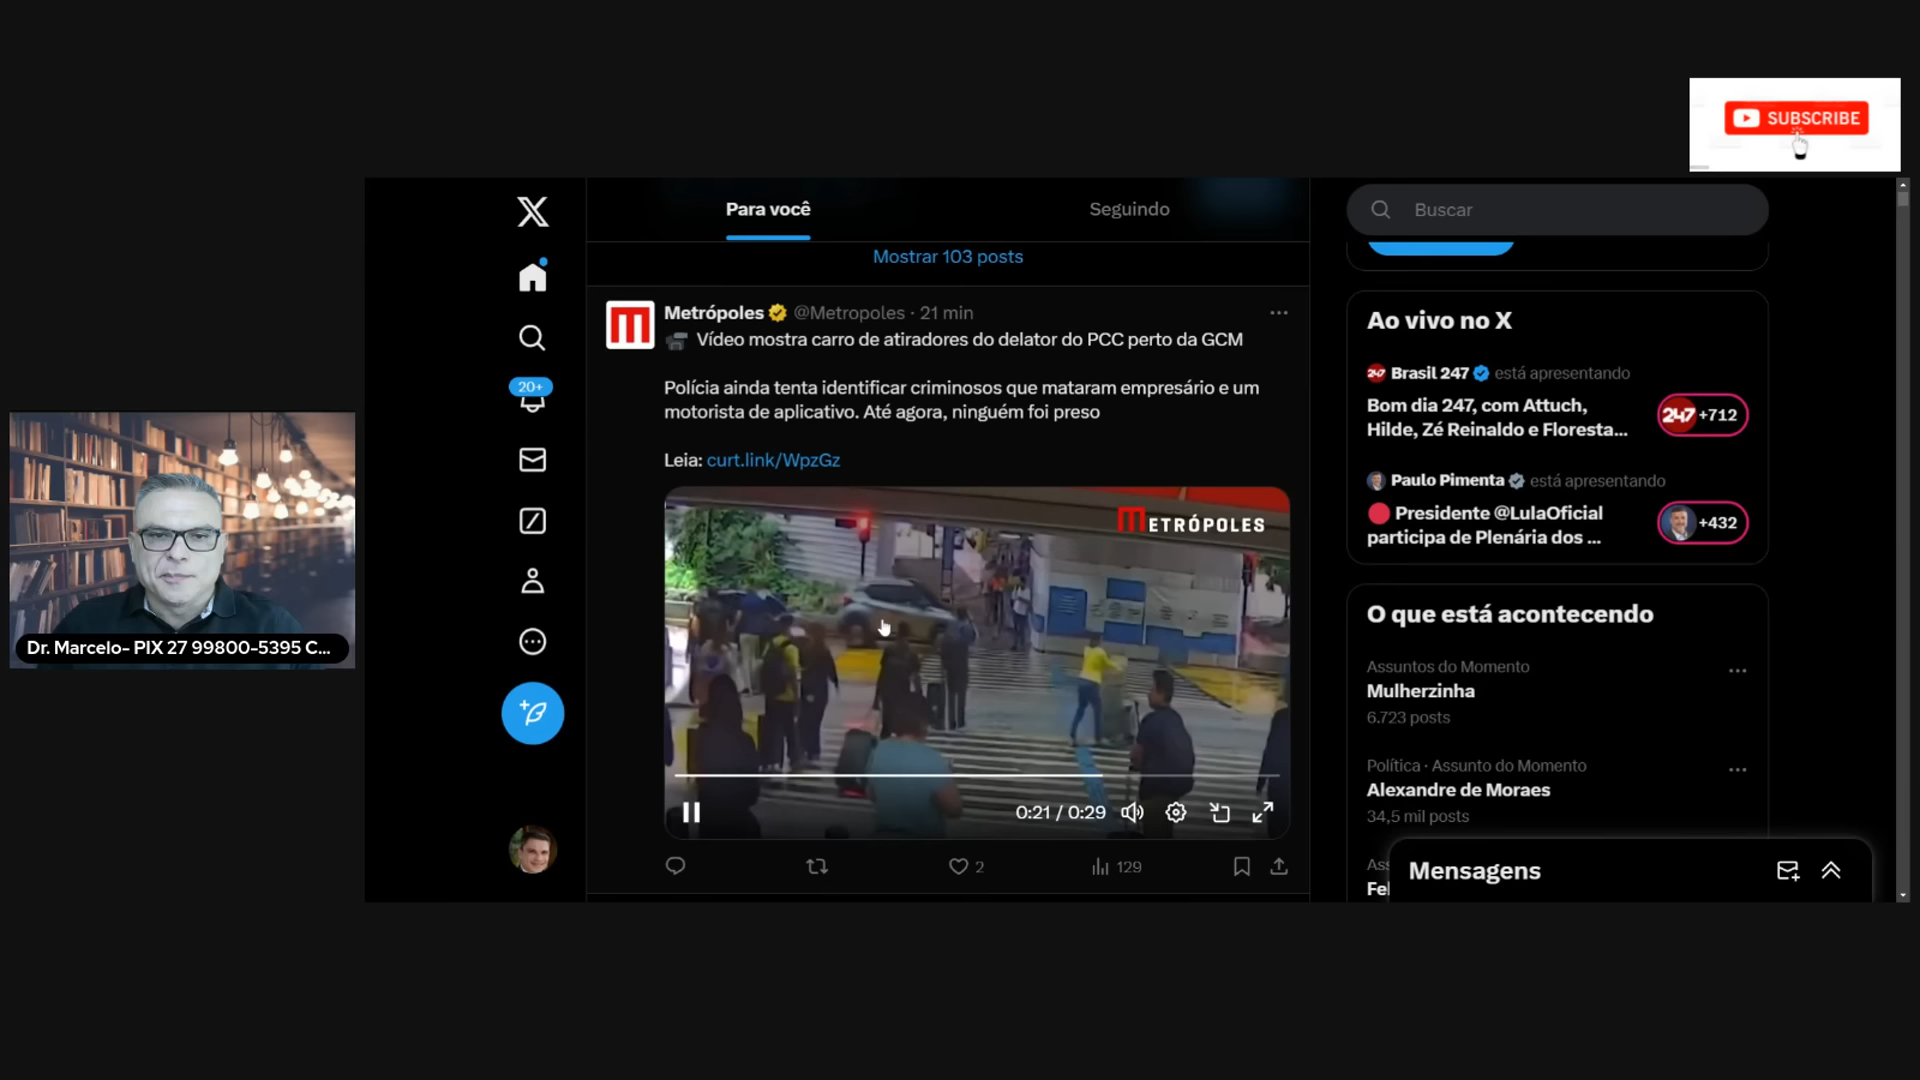 SUBSCRIBE
Para você
Seguindo
Buscar
Mostrar 103 posts
Metrópoles @Metropoles · 21 min
Vídeo mostra carro de atiradores do delator do PCC perto da GCM
Polícia ainda tenta identificar criminosos que mataram empresário e um
motorista de aplicativo. Até agora, ninguém foi preso
Leia: curt.link/WpzGz
METRÓPOLES
0:21 / 0:29
2
129
20+
Dr. Marcelo- PIX 27 99800-5395 C...
Ao vivo no X
247 Brasil 247 está apresentando
Bom dia 247, com Attuch,
Hilde, Zé Reinaldo e Floresta...
247 +712
Paulo Pimenta está apresentando
Presidente @LulaOficial
participa de Plenária dos ...
+432
O que está acontecendo
Assuntos do Momento
Mulherzinha
6.723 posts
Política · Assunto do Momento
Alexandre de Moraes
34,5 mil posts
Ass
Fel
Mensagens